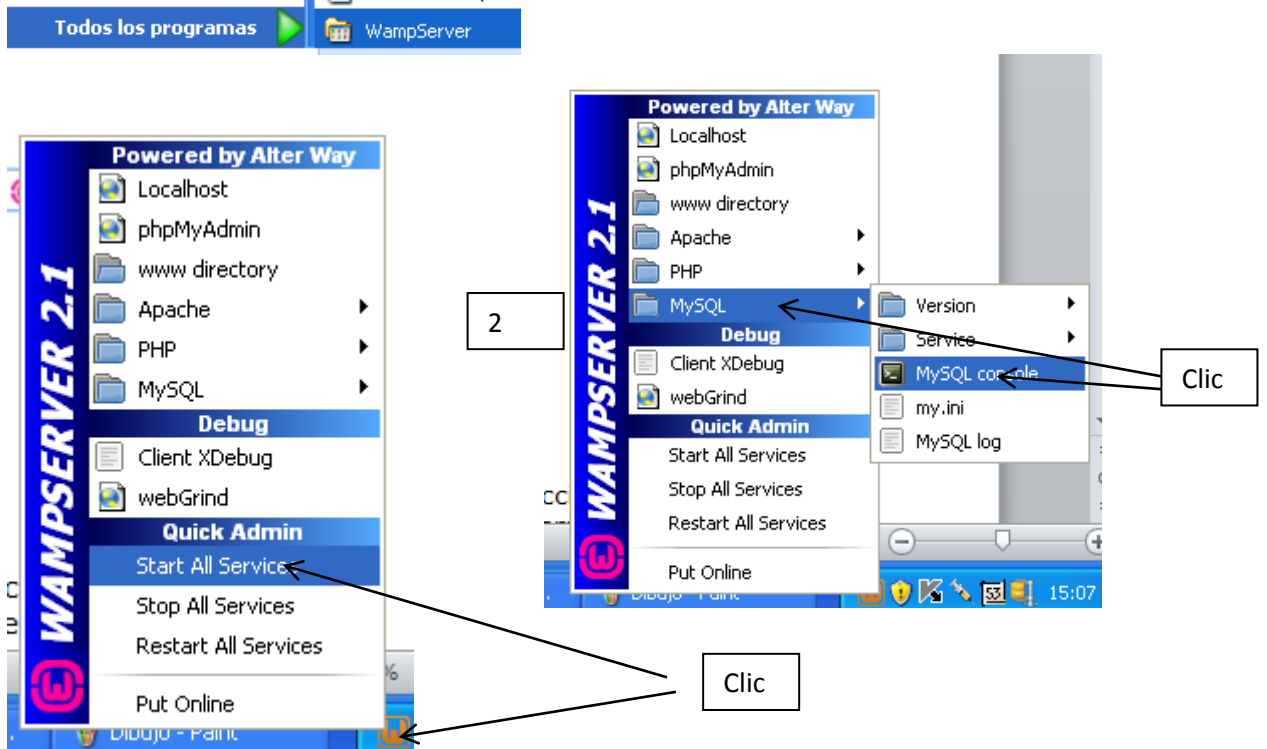 Todos los programas
WampServer
Powered by Alter Way
Localhost
phpMyAdmin
www directory
Apache
PHP
MySQL
Debug
Client XDebug
webGrind
Quick Admin
Start All Service
Stop All Services
Restart All Services
Put Online
WAMPSERVER 2.1
Dibujo - Paint
%
Clic
2
Powered by Alter Way
Localhost
phpMyAdmin
www directory
Apache
PHP
MySQL
Debug
Client XDebug
webGrind
Quick Admin
Start All Services
Stop All Services
Restart All Services
Put Online
WAMPSERVER 2.1
Version
Service
MySQL console
my.ini
MySQL log
Clic
15:07